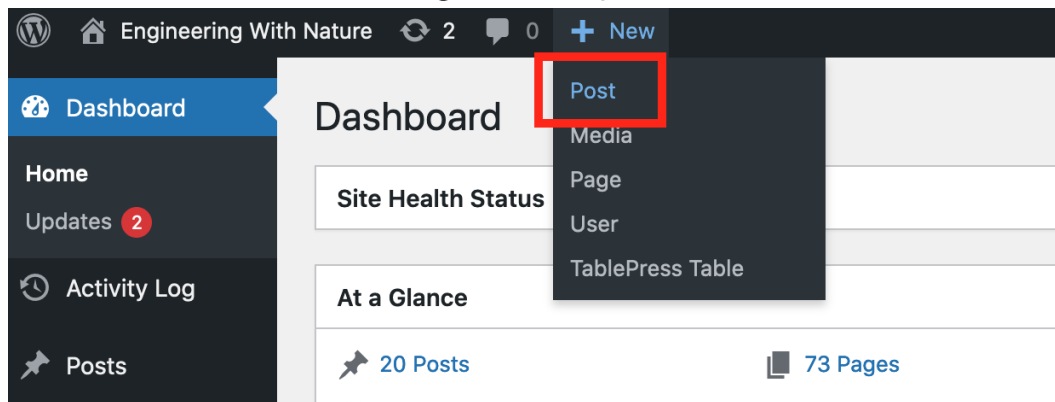 Engineering With Nature 2 0 + New
Post
Media
Page
User
TablePress Table
Dashboard
Home
Updates 2
Activity Log
Posts
Dashboard
Site Health Status
At a Glance
20 Posts
73 Pages